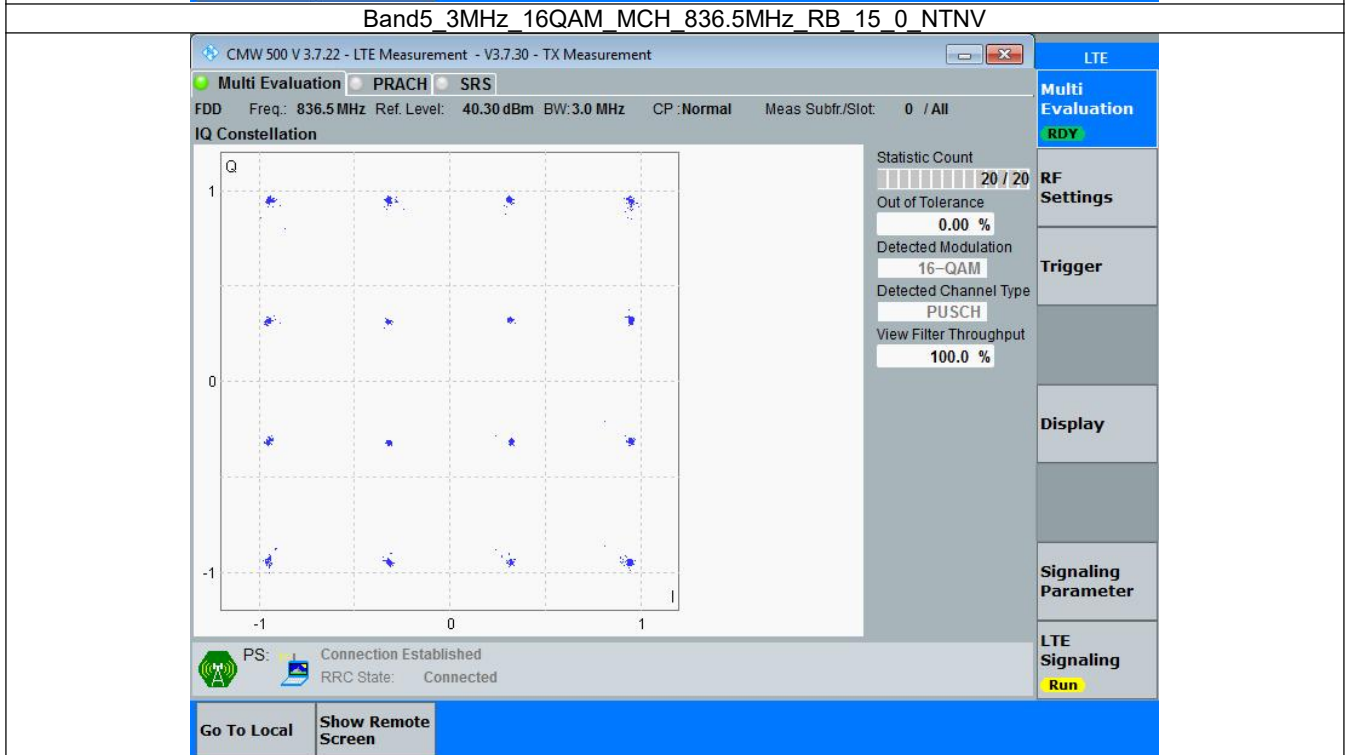 Band5_3MHz_16QAM_MCH_836.5MHz_RB_15_0_NTNV
CMW 500 V 3.7.22 - LTE Measurement - V3.7.30 - TX Measurement
LTE
Multi Evaluation PRACH SRS
Multi
Evaluation
RDY
FDD Freq.: 836.5 MHz Ref. Level: 40.30 dBm BW: 3.0 MHz CP : Normal Meas Subfr./Slot: 0 / All
IQ Constellation
Q
1
0
-1
I
-1 0 1
Statistic Count
20 / 20
Out of Tolerance
0.00 %
Detected Modulation
16-QAM
Detected Channel Type
PUSCH
View Filter Throughput
100.0 %
RF
Settings
Trigger
Display
Signaling
Parameter
LTE
Signaling
Run
PS: Connection Established
RRC State: Connected
Go To Local
Show Remote
Screen